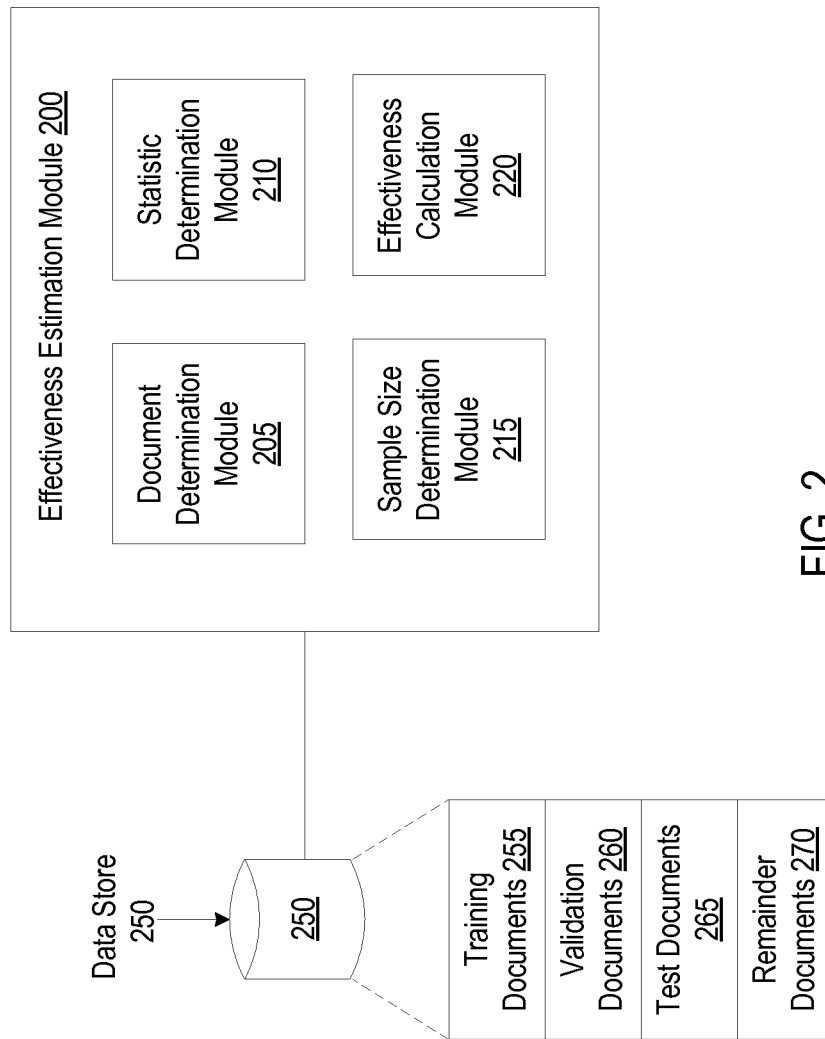 Effectiveness Estimation Module 200
Document
Determination
Module
205
Statistic
Determination
Module
210
Sample Size
Determination
Module
215
Effectiveness
Calculation
Module
220
Data Store
250
250
Training
Documents 255
Validation
Documents 260
Test Documents
265
Remainder
Documents 270
FIG. 2